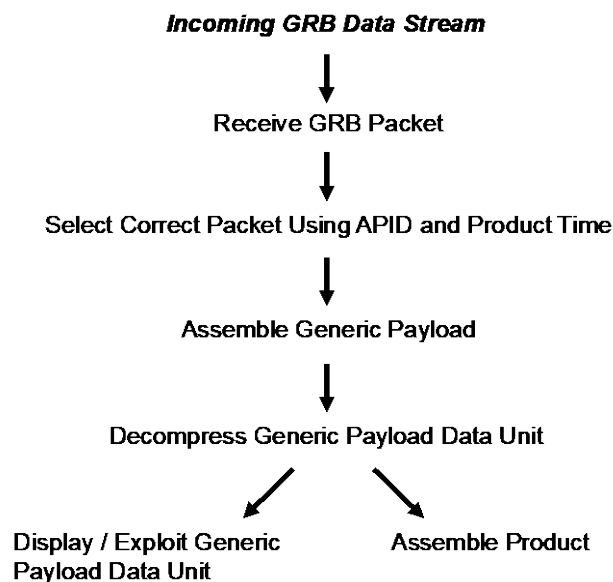 Incoming GRB Data Stream
Receive GRB Packet
Select Correct Packet Using APID and Product Time
Assemble Generic Payload
Decompress Generic Payload Data Unit
Display / Exploit Generic
Payload Data Unit
Assemble Product